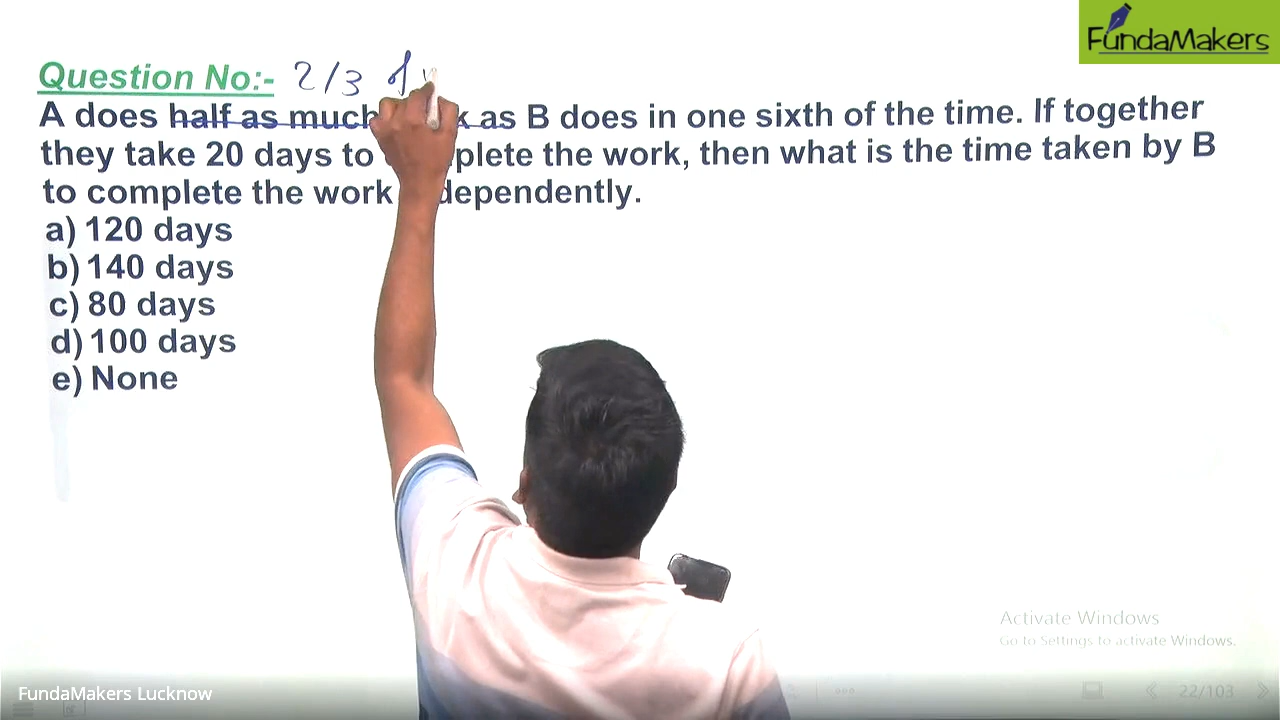 FundaMakers
Question No:- 2/3 of
A does half as much as B does in one sixth of the time. If together
they take 20 days to the work, then what is the time taken by B
to complete the work
a) 120 days
b) 140 days
c) 80 days
d) 100 days
e) None
Activate Windows
Go to Settings to activate Windows.
FundaMakers Lucknow
22/103